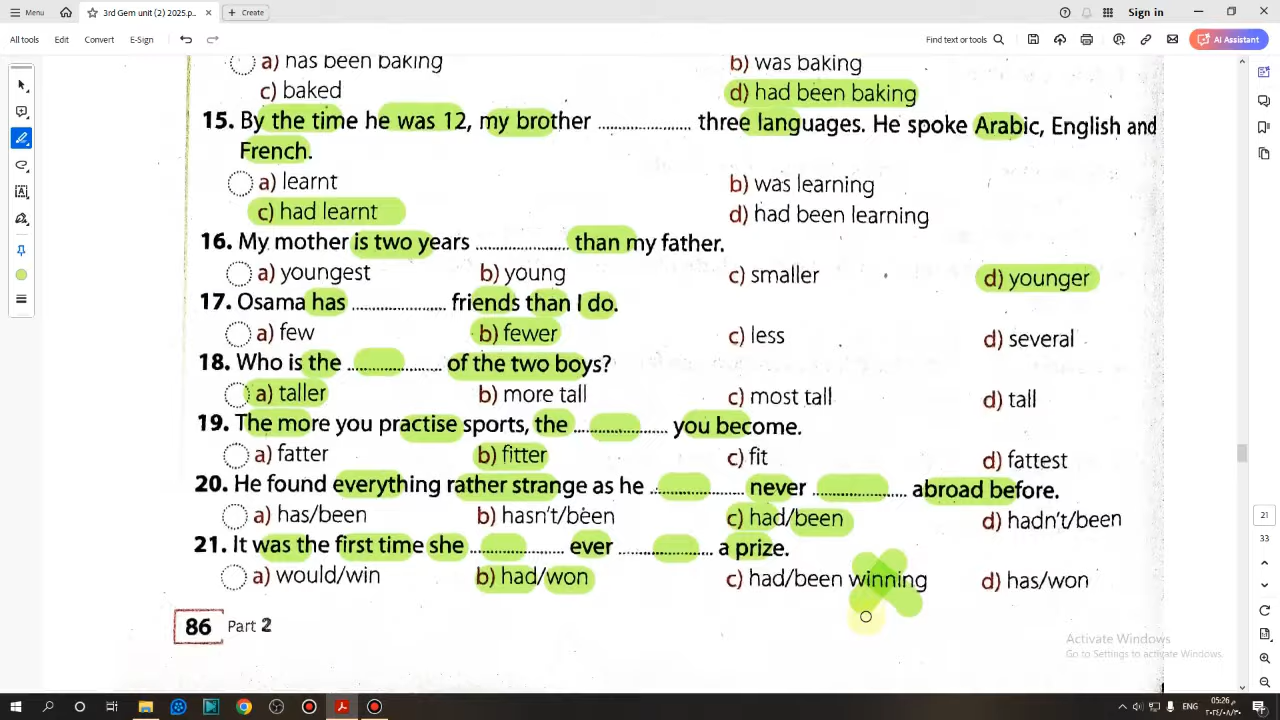 Menu
3rd Gem unit (2) 2025.p...
Create
Sign in
All tools
Edit
Convert
E-Sign
Find text or tools
AI Assistant
a) has been baking
b) was baking
c) baked
d) had been baking
15. By the time he was 12, my brother .................... three languages. He spoke Arabic, English and
French.
a) learnt
b) was learning
c) had learnt
d) had been learning
16. My mother is two years .................... than my father.
a) youngest
b) young
c) smaller
d) younger
17. Osama has .................... friends than I do.
a) few
b) fewer
c) less
d) several
18. Who is the .................... of the two boys?
a) taller
b) more tall
c) most tall
d) tall
19. The more you practise sports, the .................... you become.
a) fatter
b) fitter
c) fit
d) fattest
20. He found everything rather strange as he .................... never .................... abroad before.
a) has/been
b) hasn't/been
c) had/been
d) hadn't/been
21. It was the first time she .................... ever .................... a prize.
a) would/win
b) had/won
c) had/been winning
d) has/won
86 Part 2
21
33
Activate Windows
Go to Settings to activate Windows.
05:26 م